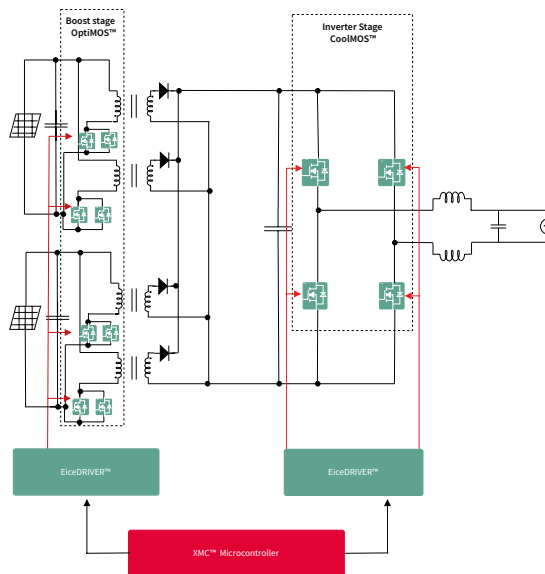 Boost stage
OptiMOS™
Inverter Stage
CoolMOS™
EiceDRIVER™
EiceDRIVER™
XMC™ Microcontroller